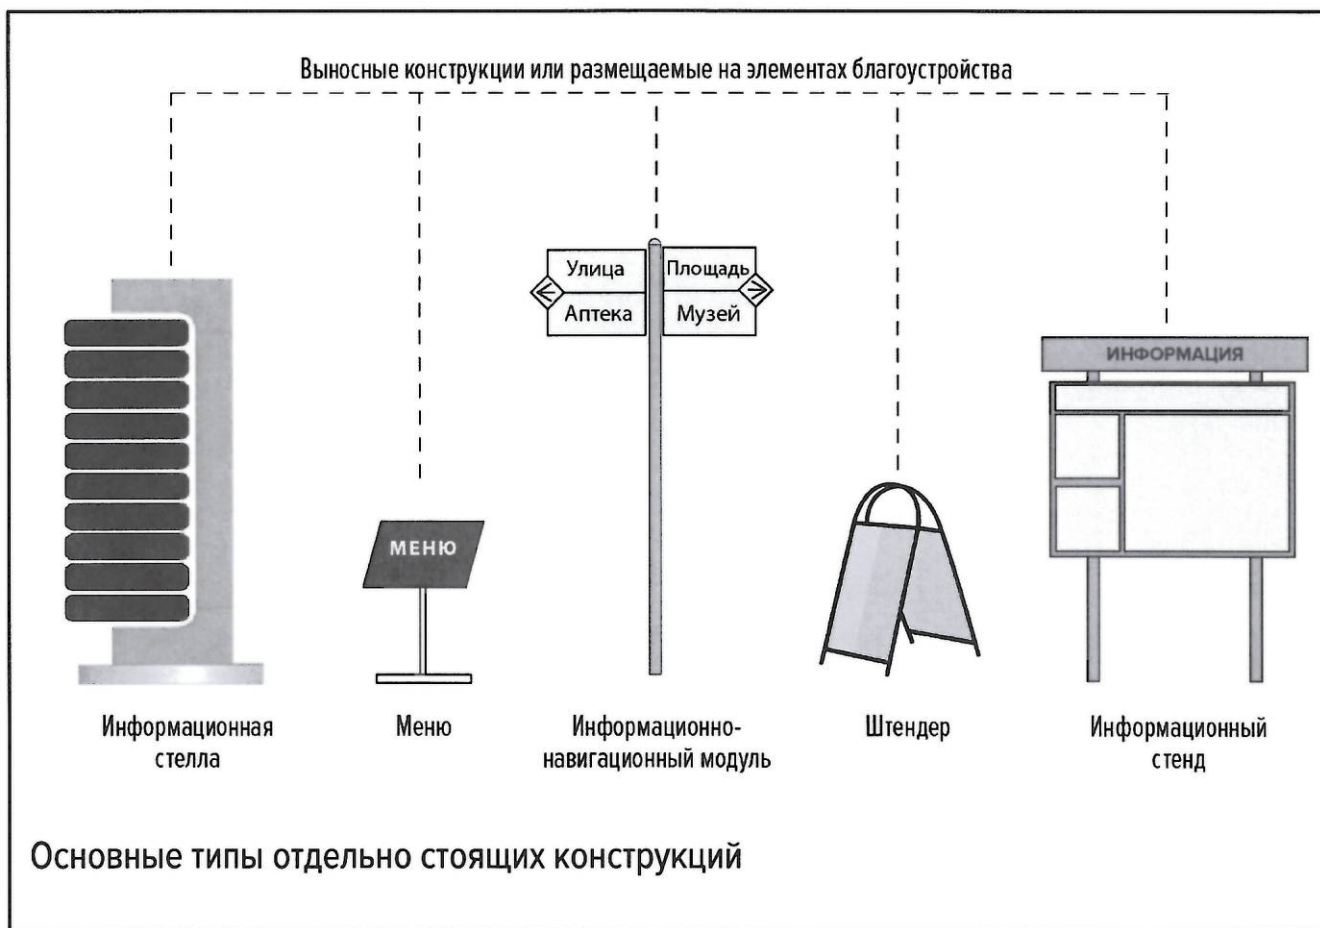 Выносные конструкции или размещаемые на элементах благоустройства
Улица
Площадь
Аптека
Музей
ИНФОРМАЦИЯ
МЕНЮ
Информационная
стелла
Меню
Информационно-
навигационный модуль
Штендер
Информационный
стенд
Основные типы отдельно стоящих конструкций